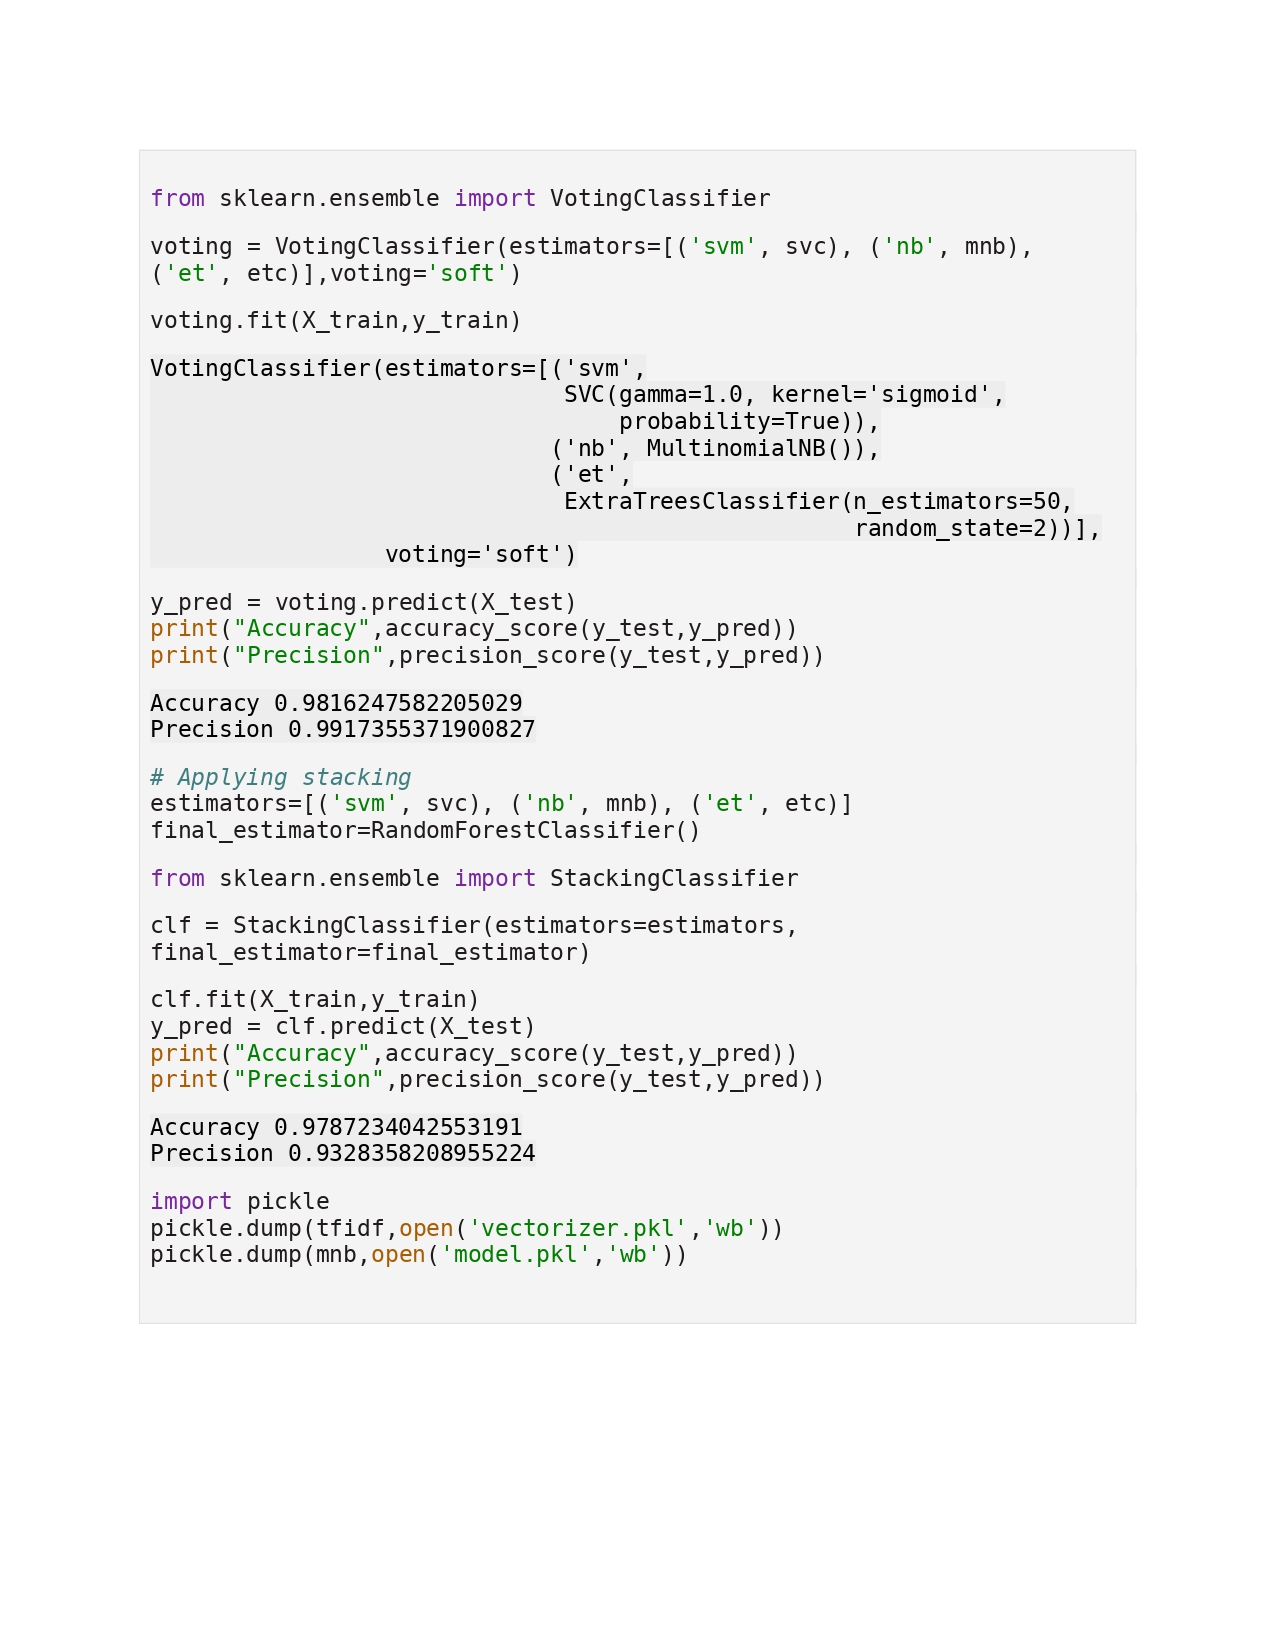 from sklearn.ensemble import VotingClassifier
voting = VotingClassifier(estimators=[('svm', svc), ('nb', mnb),
('et', etc)],voting='soft')
voting.fit(X_train,y_train)
VotingClassifier(estimators=[('svm',
                              SVC(gamma=1.0, kernel='sigmoid',
                                  probability=True)),
                             ('nb', MultinomialNB()),
                             ('et',
                              ExtraTreesClassifier(n_estimators=50,
                                                   random_state=2))],
                 voting='soft')
y_pred = voting.predict(X_test)
print("Accuracy",accuracy_score(y_test,y_pred))
print("Precision",precision_score(y_test,y_pred))
Accuracy 0.9816247582205029
Precision 0.9917355371900827
# Applying stacking
estimators=[('svm', svc), ('nb', mnb), ('et', etc)]
final_estimator=RandomForestClassifier()
from sklearn.ensemble import StackingClassifier
clf = StackingClassifier(estimators=estimators,
final_estimator=final_estimator)
clf.fit(X_train,y_train)
y_pred = clf.predict(X_test)
print("Accuracy",accuracy_score(y_test,y_pred))
print("Precision",precision_score(y_test,y_pred))
Accuracy 0.9787234042553191
Precision 0.9328358208955224
import pickle
pickle.dump(tfidf,open('vectorizer.pkl','wb'))
pickle.dump(mnb,open('model.pkl','wb'))